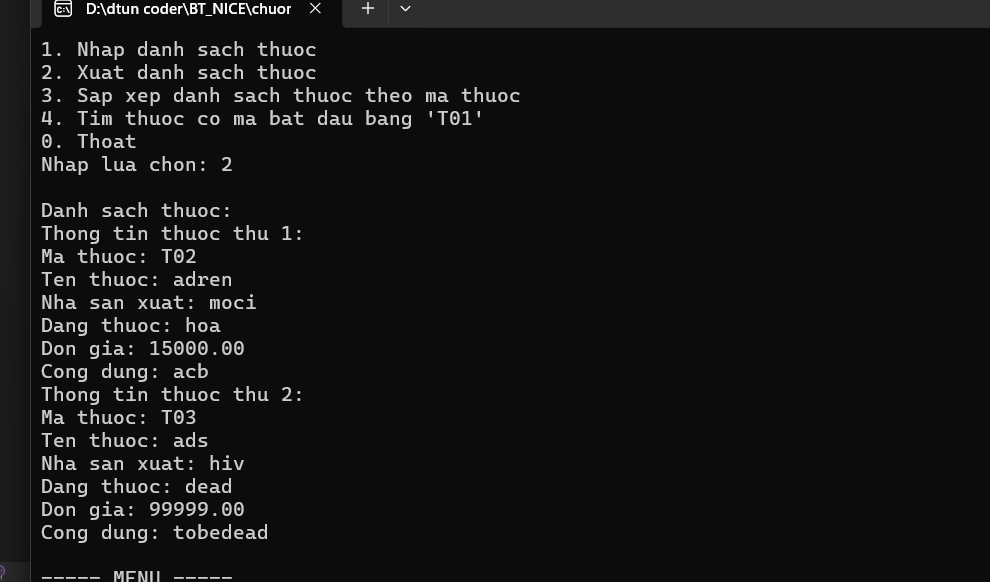 D:\dtun coder\BT_NICE\chuor
1. Nhap danh sach thuoc
2. Xuat danh sach thuoc
3. Sap xep danh sach thuoc theo ma thuoc
4. Tim thuoc co ma bat dau bang 'T01'
0. Thoat
Nhap lua chon: 2
Danh sach thuoc:
Thong tin thuoc thu 1:
Ma thuoc: T02
Ten thuoc: adren
Nha san xuat: moci
Dang thuoc: hoa
Don gia: 15000.00
Cong dung: acb
Thong tin thuoc thu 2:
Ma thuoc: T03
Ten thuoc: ads
Nha san xuat: hiv
Dang thuoc: dead
Don gia: 99999.00
Cong dung: tobedead
----- MENU -----